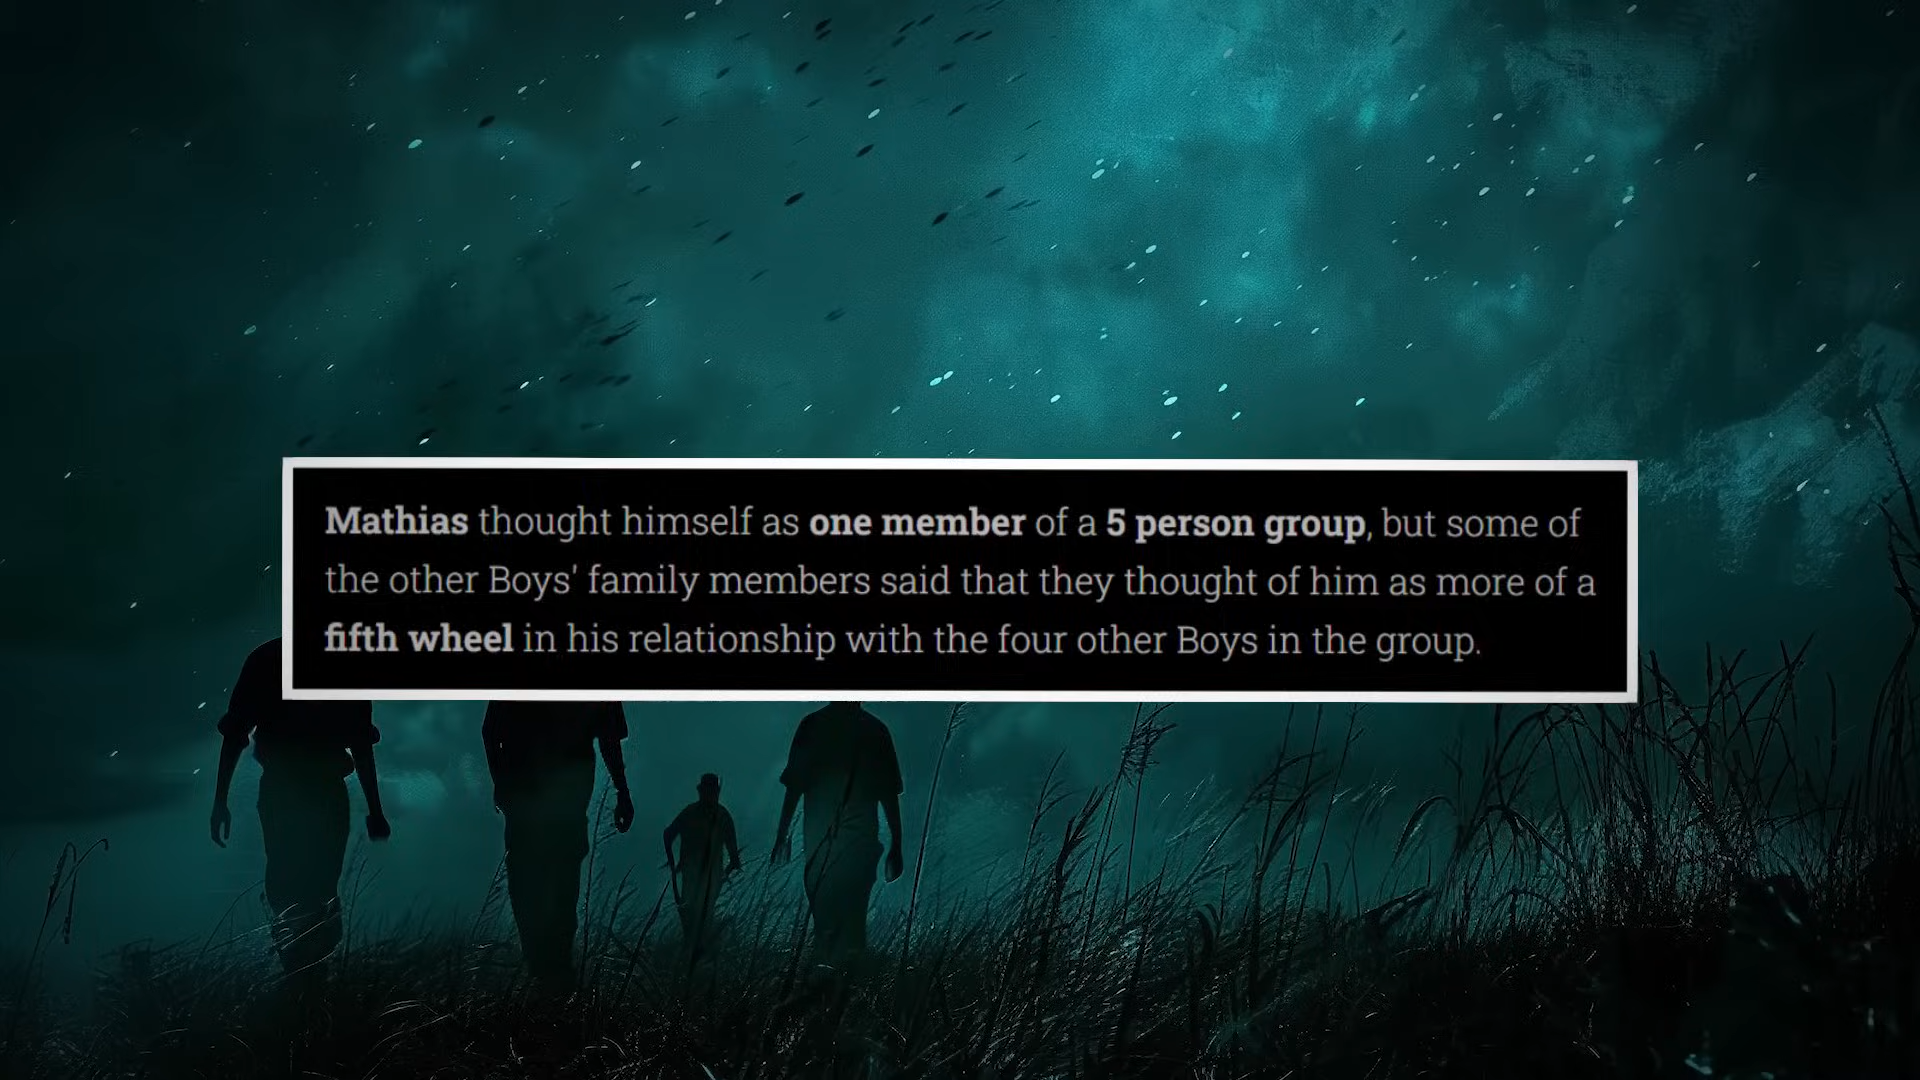 Mathias thought himself as one member of a 5 person group, but some of
the other Boys' family members said that they thought of him as more of a
fifth wheel in his relationship with the four other Boys in the group.